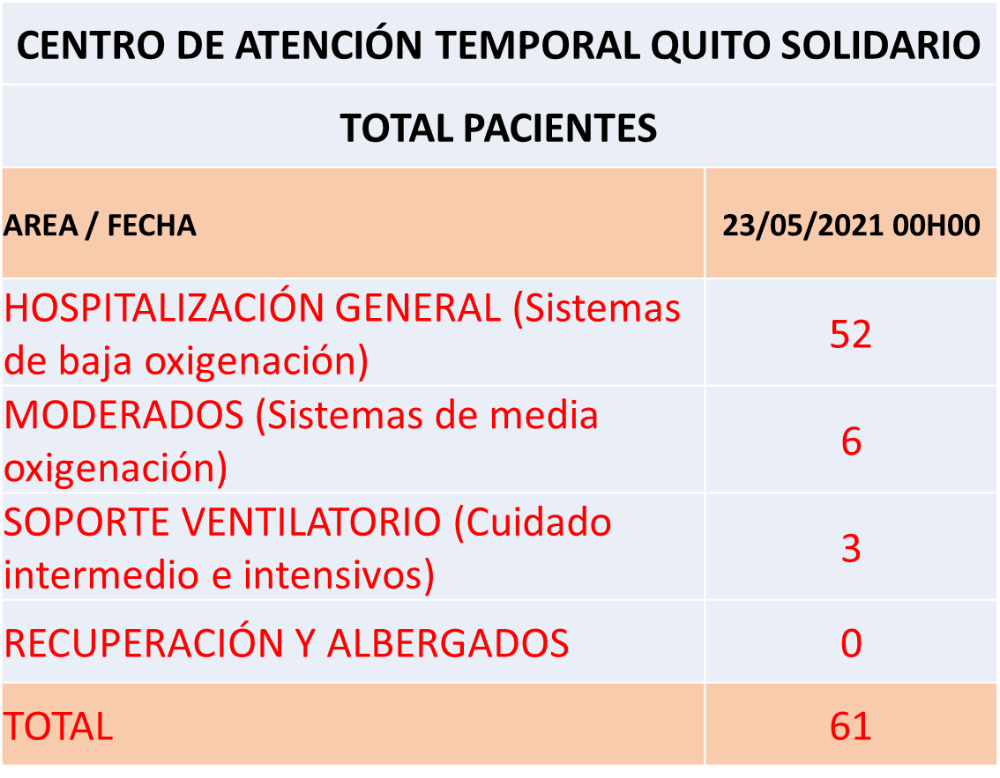 CENTRO DE ATENCIÓN TEMPORAL QUITO SOLIDARIO
TOTAL PACIENTES
AREA / FECHA 23/05/2021 00H00
HOSPITALIZACIÓN GENERAL (Sistemas
de baja oxigenación) 52
MODERADOS (Sistemas de media
oxigenación) 6
SOPORTE VENTILATORIO (Cuidado
intermedio e intensivos) 3
RECUPERACIÓN Y ALBERGADOS 0
TOTAL 61